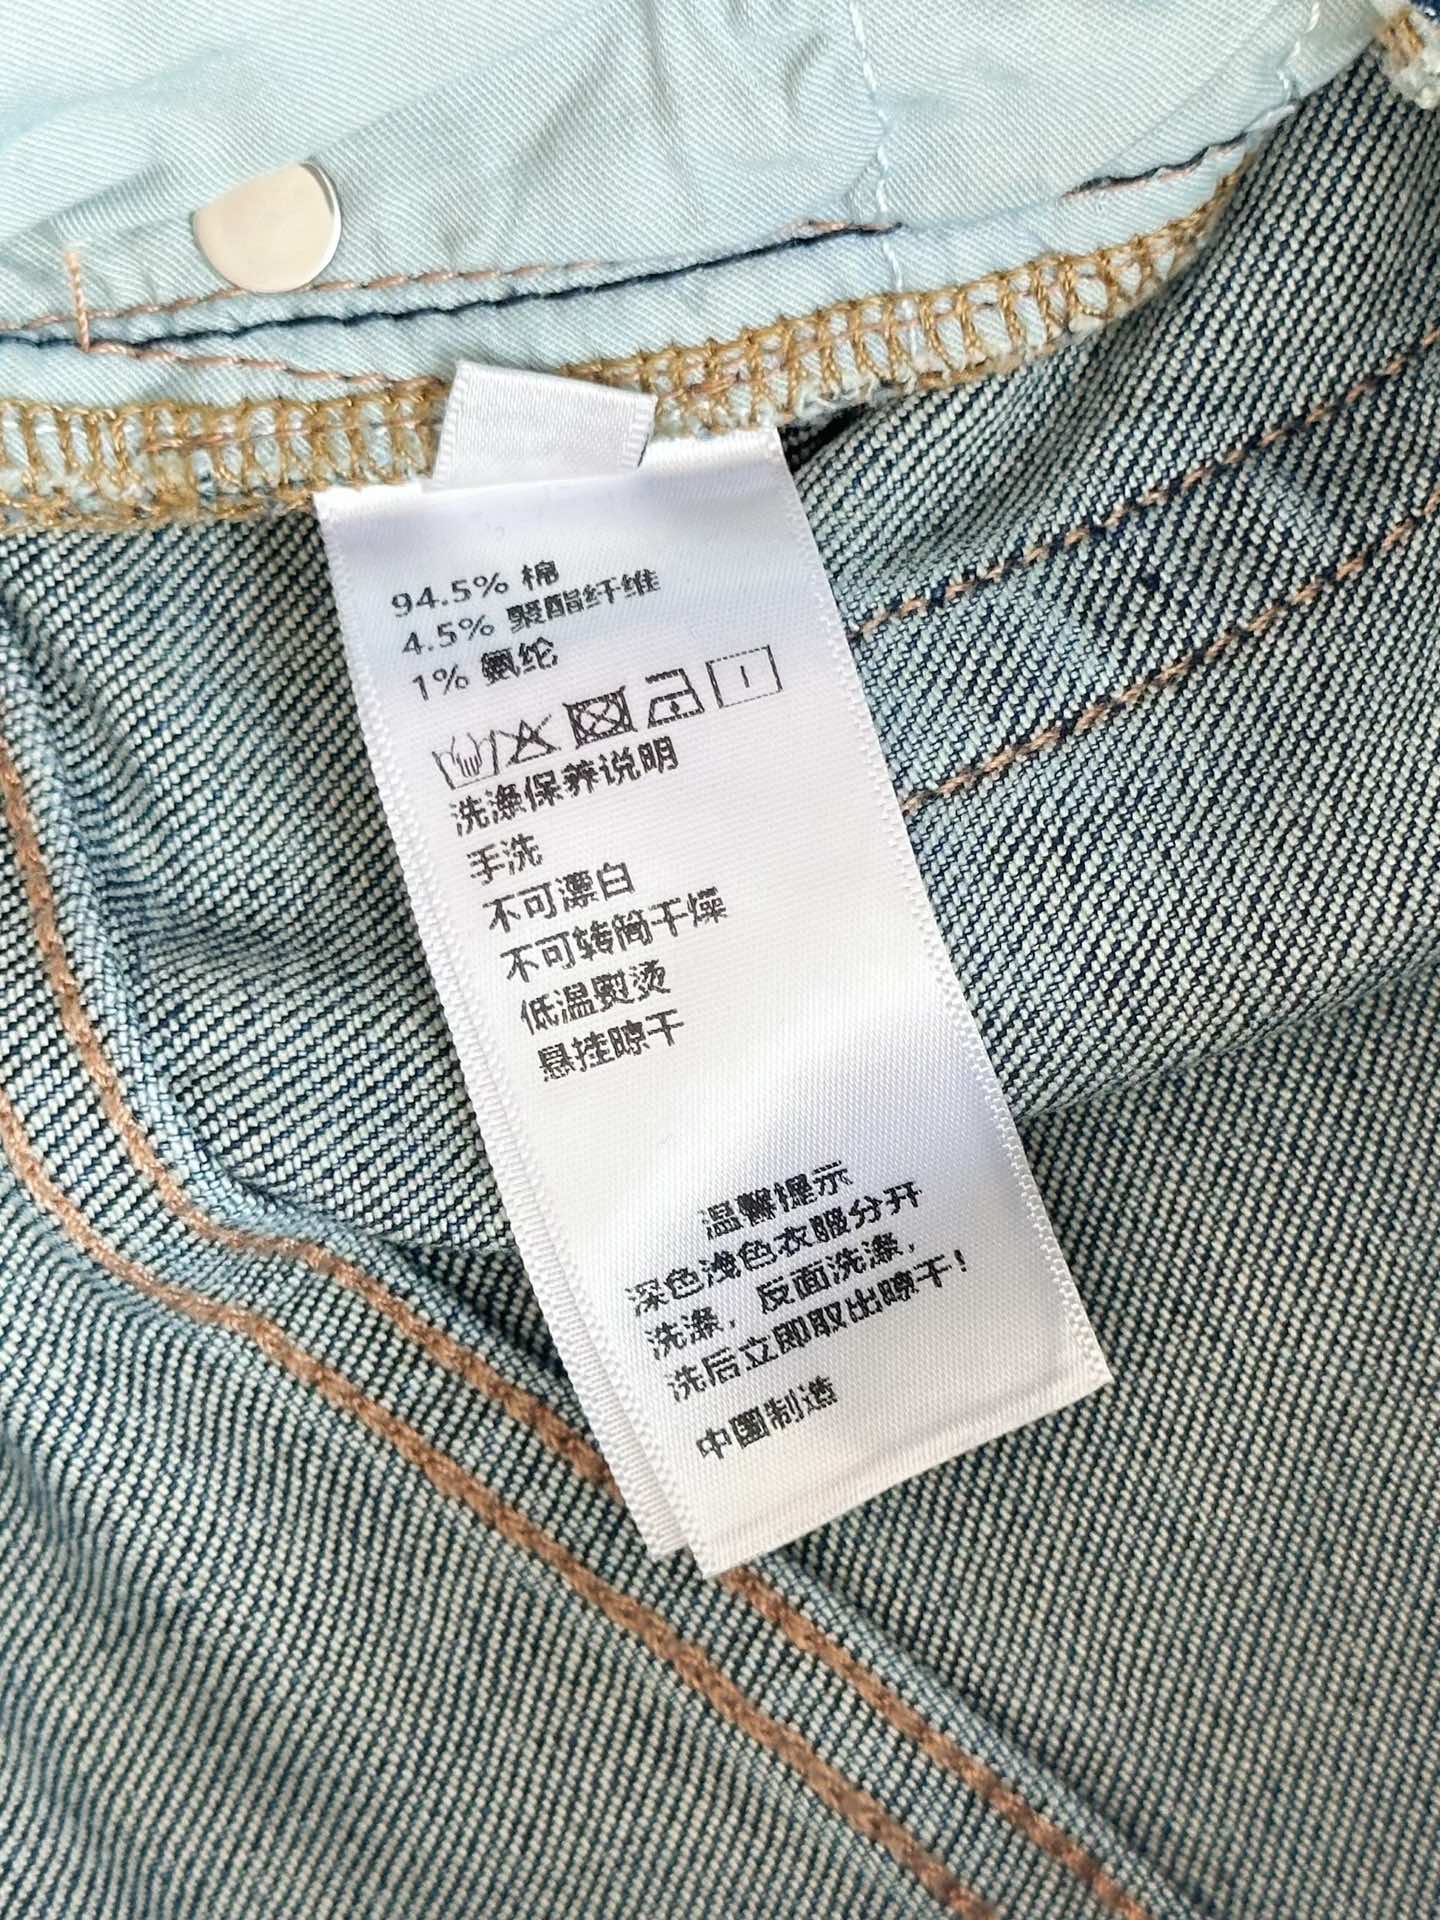 94.5% 棉
4.5% 聚酯纤维
1% 氨纶
洗涤保养说明
手洗
不可漂白
不可转筒干燥
低温熨烫
悬挂晾干
温馨提示
深色浅色衣服分开
洗涤，反面洗涤，
洗后立即取出晾干！
中國制造